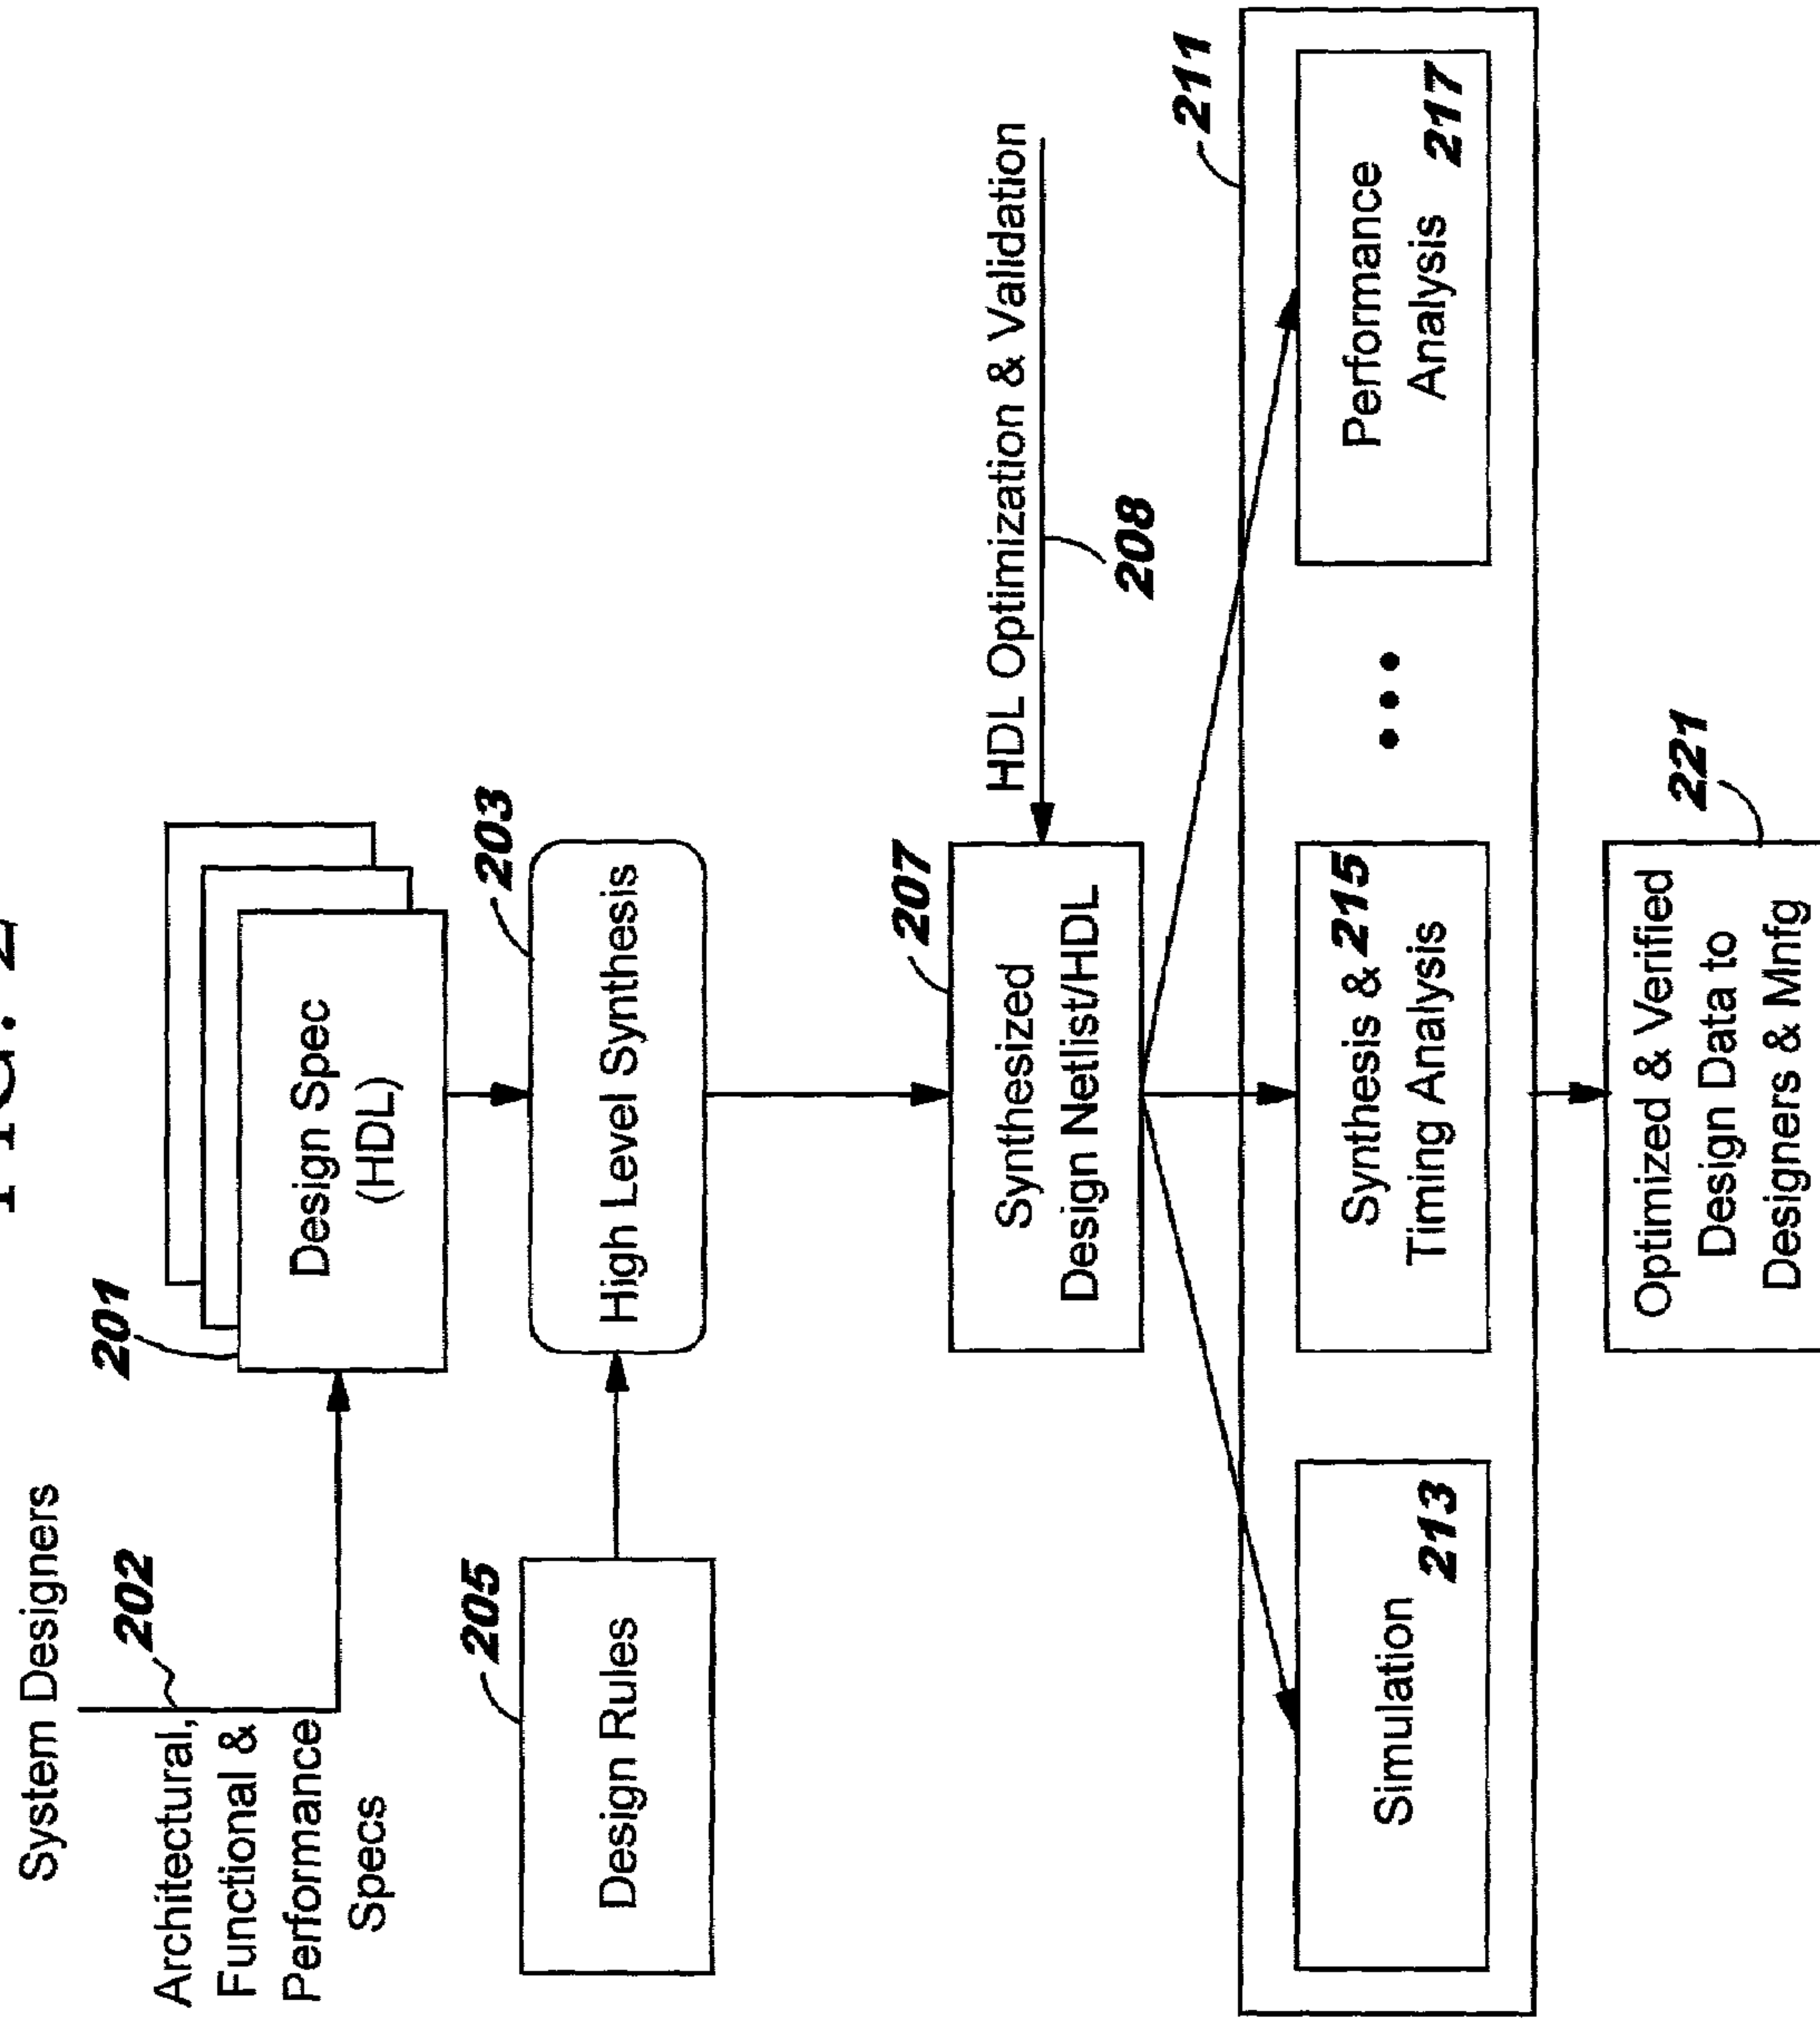 FIG. 2
System Designers
202
Architectural,
Functional &
Performance
Specs
201
Design Spec
(HDL)
203
High Level Synthesis
205
Design Rules
207
Synthesized
Design Netlist/HDL
HDL Optimization & Validation
208
211
Simulation
213
Synthesis & 215
Timing Analysis
Performance
Analysis 217
221
Optimized & Verified
Design Data to
Designers & Mnfg